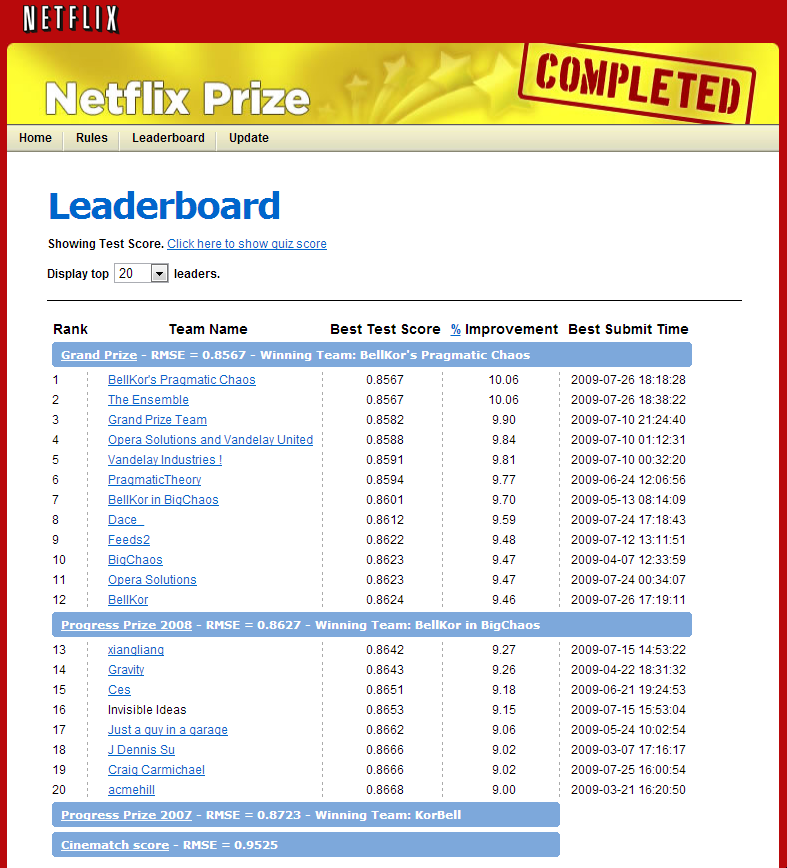 NETFLIX
Netflix Prize
COMPLETED
Home Rules Leaderboard Update
Leaderboard
Showing Test Score. Click here to show quiz score
Display top 20 leaders.
Rank Team Name Best Test Score % Improvement Best Submit Time
Grand Prize - RMSE = 0.8567 - Winning Team: BellKor's Pragmatic Chaos
1 BellKor's Pragmatic Chaos 0.8567 10.06 2009-07-26 18:18:28
2 The Ensemble 0.8567 10.06 2009-07-26 18:38:22
3 Grand Prize Team 0.8582 9.90 2009-07-10 21:24:40
4 Opera Solutions and Vandelay United 0.8588 9.84 2009-07-10 01:12:31
5 Vandelay Industries ! 0.8591 9.81 2009-07-10 00:32:20
6 PragmaticTheory 0.8594 9.77 2009-06-24 12:06:56
7 BellKor in BigChaos 0.8601 9.70 2009-05-13 08:14:09
8 Dace_ 0.8612 9.59 2009-07-24 17:18:43
9 Feeds2 0.8622 9.48 2009-07-12 13:11:51
10 BigChaos 0.8623 9.47 2009-04-07 12:33:59
11 Opera Solutions 0.8623 9.47 2009-07-24 00:34:07
12 BellKor 0.8624 9.46 2009-07-26 17:19:11
Progress Prize 2008 - RMSE = 0.8627 - Winning Team: BellKor in BigChaos
13 xiangliang 0.8642 9.27 2009-07-15 14:53:22
14 Gravity 0.8643 9.26 2009-04-22 18:31:32
15 Ces 0.8651 9.18 2009-06-21 19:24:53
16 Invisible Ideas 0.8653 9.15 2009-07-15 15:53:04
17 Just a guy in a garage 0.8662 9.06 2009-05-24 10:02:54
18 J Dennis Su 0.8666 9.02 2009-03-07 17:16:17
19 Craig Carmichael 0.8666 9.02 2009-07-25 16:00:54
20 acmehill 0.8668 9.00 2009-03-21 16:20:50
Progress Prize 2007 - RMSE = 0.8723 - Winning Team: KorBell
Cinematch score - RMSE = 0.9525